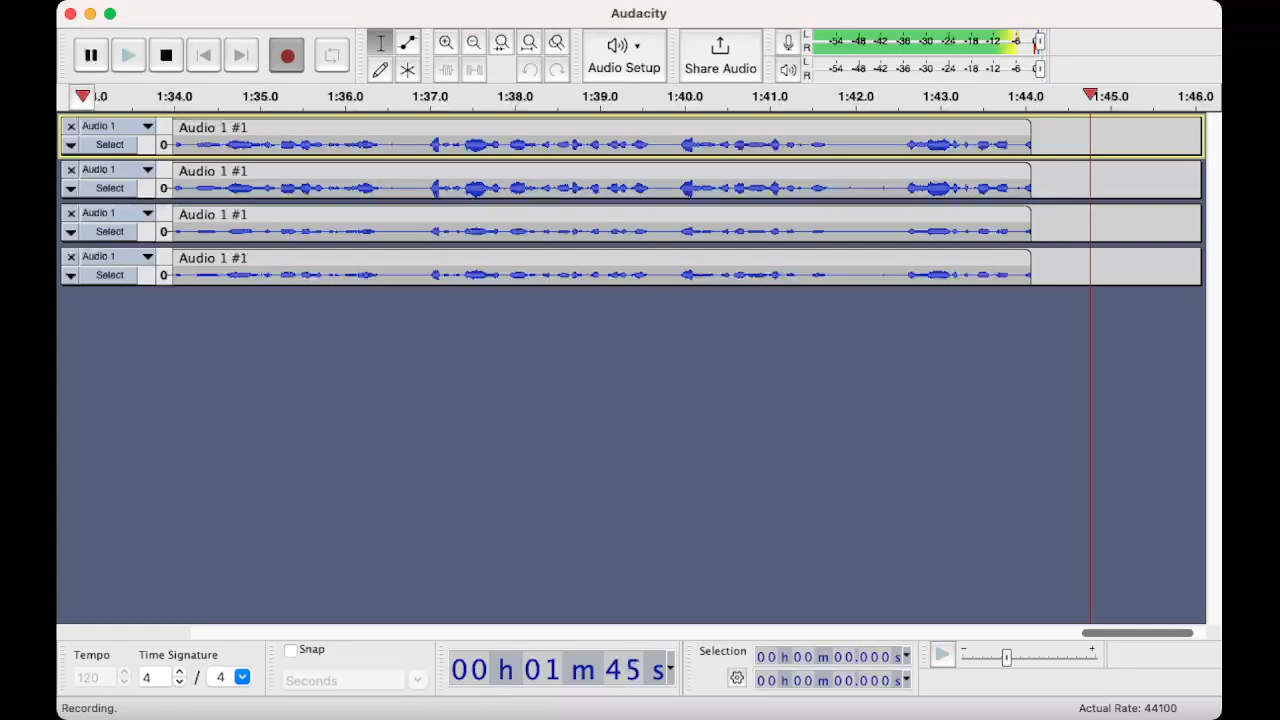 Audacity
Audio Setup
Share Audio
L
R
-54 -48 -42 -36 -30 -24 -18 -12 -6 0
L
R
-54 -48 -42 -36 -30 -24 -18 -12 -6 0
3.0 1:34.0 1:35.0 1:36.0 1:37.0 1:38.0 1:39.0 1:40.0 1:41.0 1:42.0 1:43.0 1:44.0 1:45.0 1:46.0
Audio 1
Audio 1 #1
Select
0
Audio 1
Audio 1 #1
Select
0
Audio 1
Audio 1 #1
Select
0
Audio 1
Audio 1 #1
Select
0
Tempo
120
Time Signature
4 / 4
Snap
Seconds
00 h 01 m 45 s
Selection
00 h 00 m 00.000 s
00 h 00 m 00.000 s
Recording.
Actual Rate: 44100